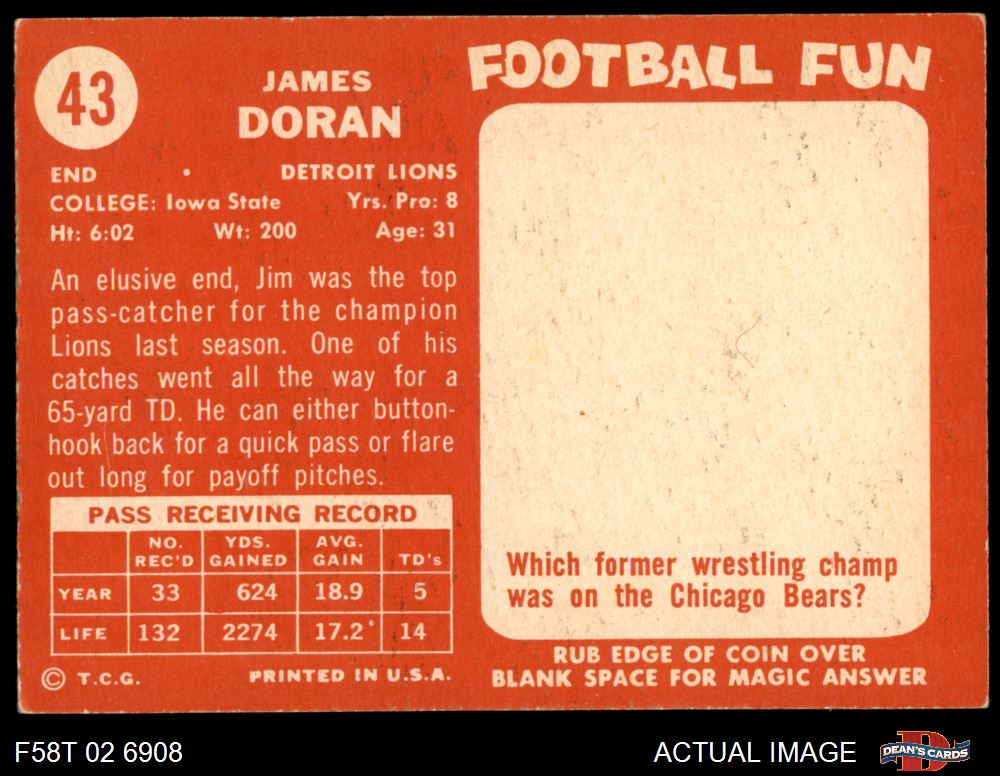 43
JAMES
DORAN
END • DETROIT LIONS
COLLEGE: Iowa State Yrs. Pro: 8
Ht: 6:02 Wt: 200 Age: 31
An elusive end, Jim was the top
pass-catcher for the champion
Lions last season. One of his
catches went all the way for a
65-yard TD. He can either button-
hook back for a quick pass or flare
out long for payoff pitches.
PASS RECEIVING RECORD
NO. REC'D YDS. GAINED AVG. GAIN TD's
YEAR 33 624 18.9 5
LIFE 132 2274 17.2 14
© T.C.G. PRINTED IN U.S.A.
FOOTBALL FUN
Which former wrestling champ
was on the Chicago Bears?
RUB EDGE OF COIN OVER
BLANK SPACE FOR MAGIC ANSWER
F58T 02 6908 ACTUAL IMAGE D DEAN'S CARDS